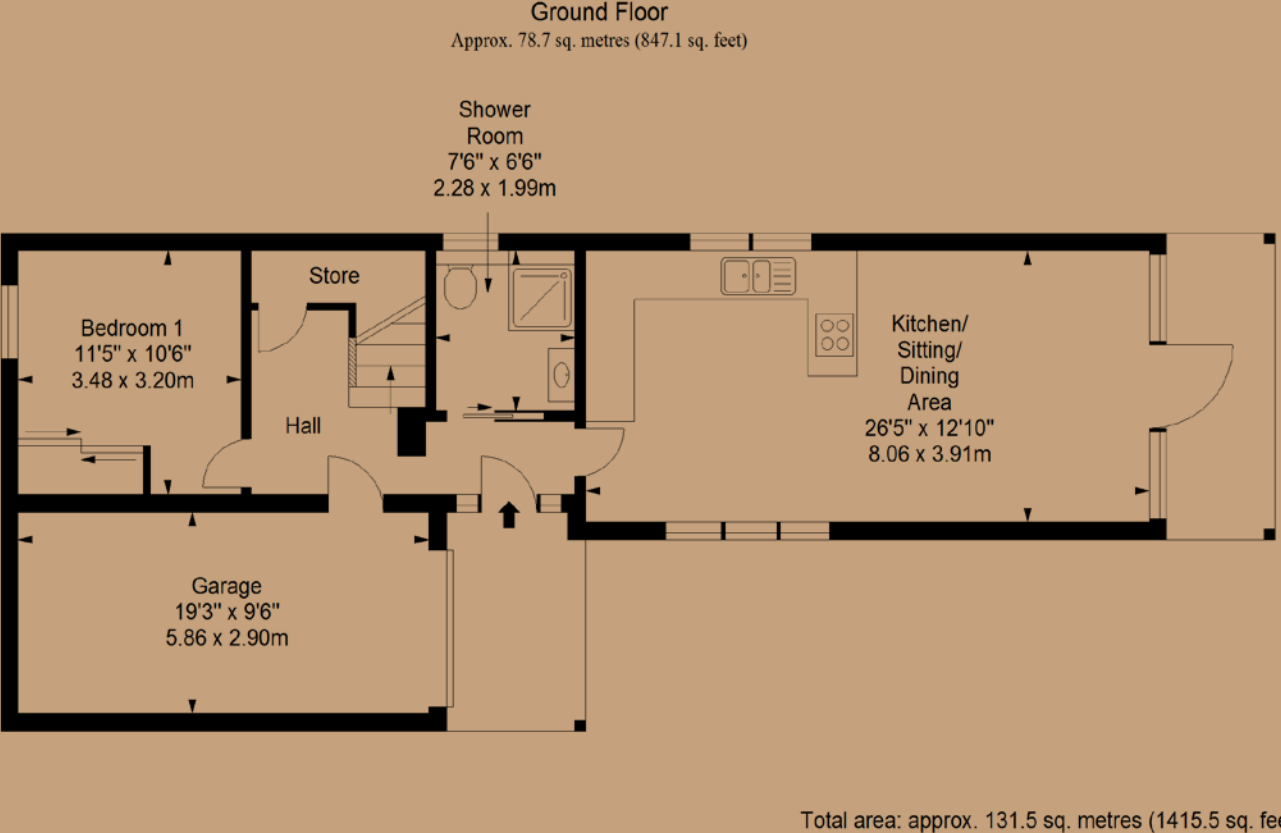 Ground Floor
Approx. 78.7 sq. metres (847.1 sq. feet)
Shower
Room
7'6" x 6'6"
2.28 x 1.99m
Store
Bedroom 1
11'5" x 10'6"
3.48 x 3.20m
Hall
Kitchen/
Sitting/
Dining
Area
26'5" x 12'10"
8.06 x 3.91m
Garage
19'3" x 9'6"
5.86 x 2.90m
Total area: approx. 131.5 sq. metres (1415.5 sq.